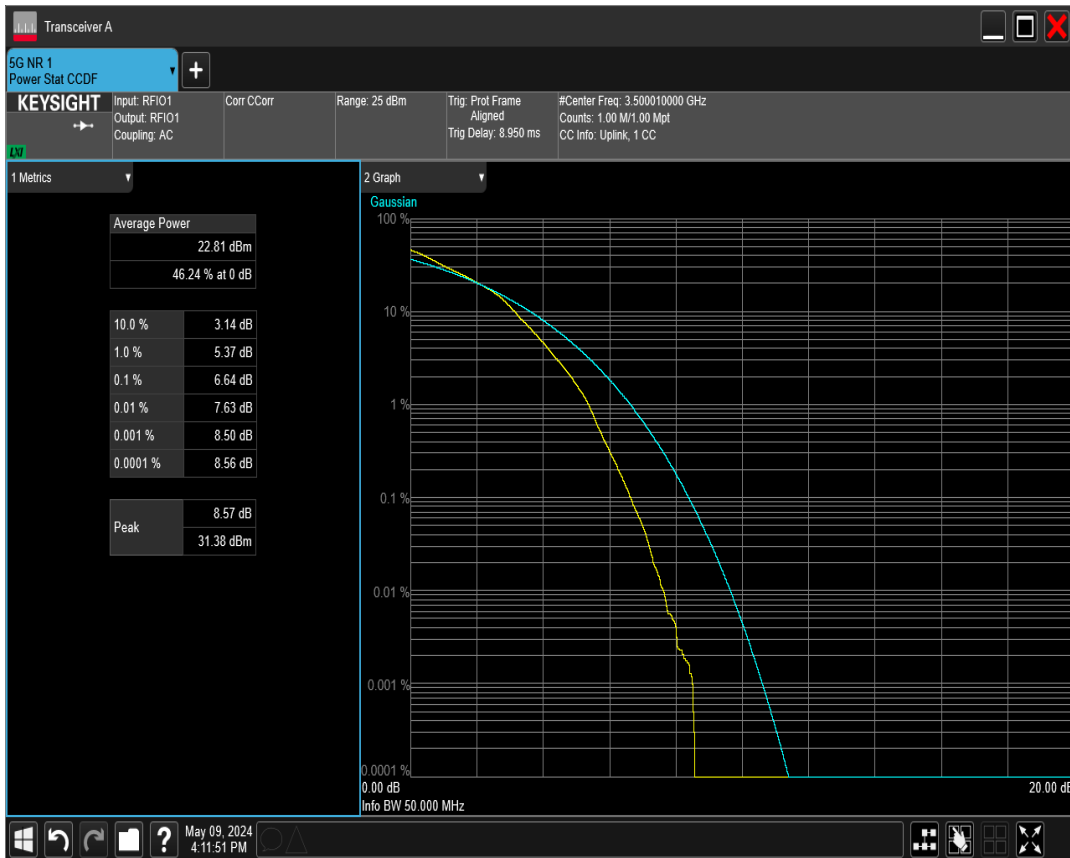 Transceiver A
5G NR 1
Power Stat CCDF
+
KEYSIGHT
LXI
Input: RFIO1
Output: RFIO1
Coupling: AC
Corr CCorr
Range: 25 dBm
Trig: Prot Frame
Aligned
Trig Delay: 8.950 ms
#Center Freq: 3.500010000 GHz
Counts: 1.00 M/1.00 Mpt
CC Info: Uplink, 1 CC
1 Metrics
Average Power
22.81 dBm
46.24 % at 0 dB
10.0 % 3.14 dB
1.0 % 5.37 dB
0.1 % 6.64 dB
0.01 % 7.63 dB
0.001 % 8.50 dB
0.0001 % 8.56 dB
Peak
8.57 dB
31.38 dBm
2 Graph
Gaussian
100 %
10 %
1 %
0.1 %
0.01 %
0.001 %
0.0001 %
0.00 dB 20.00 dB
Info BW 50.000 MHz
?
May 09, 2024
4:11:51 PM